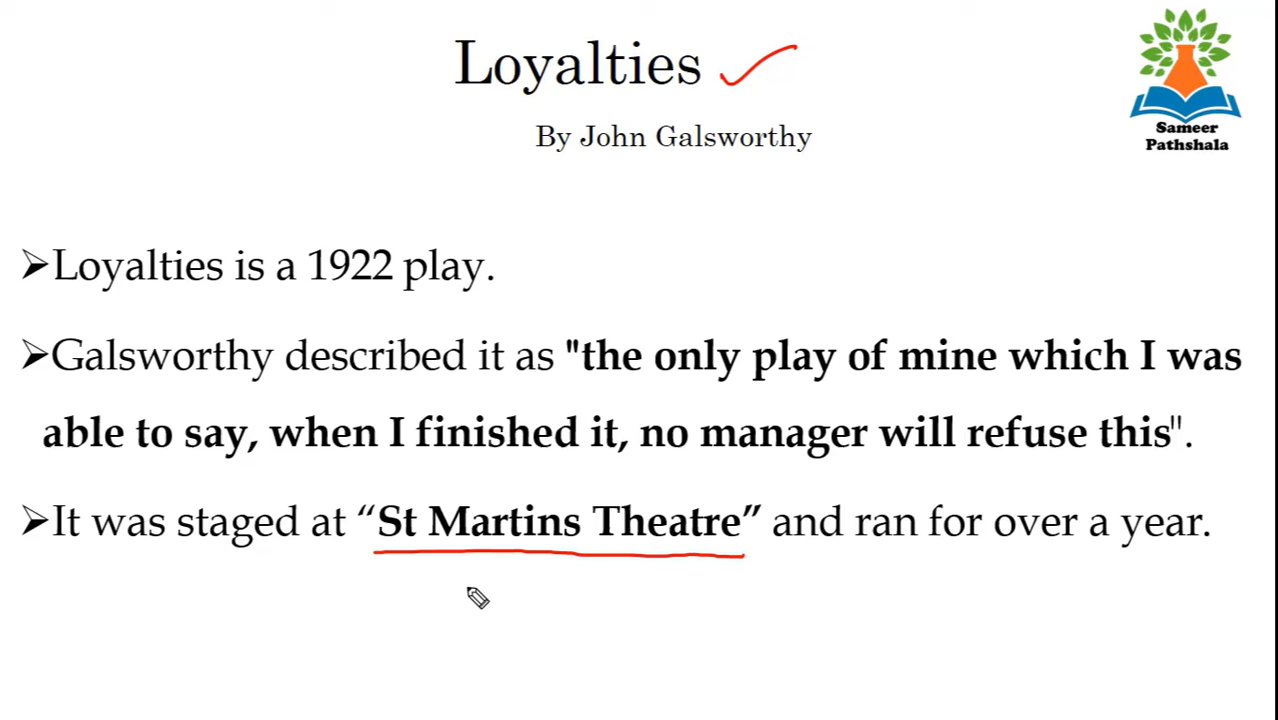 Loyalties
By John Galsworthy
Sameer
Pathshala
➢Loyalties is a 1922 play.
➢Galsworthy described it as "the only play of mine which I was
able to say, when I finished it, no manager will refuse this".
➢It was staged at “St Martins Theatre” and ran for over a year.